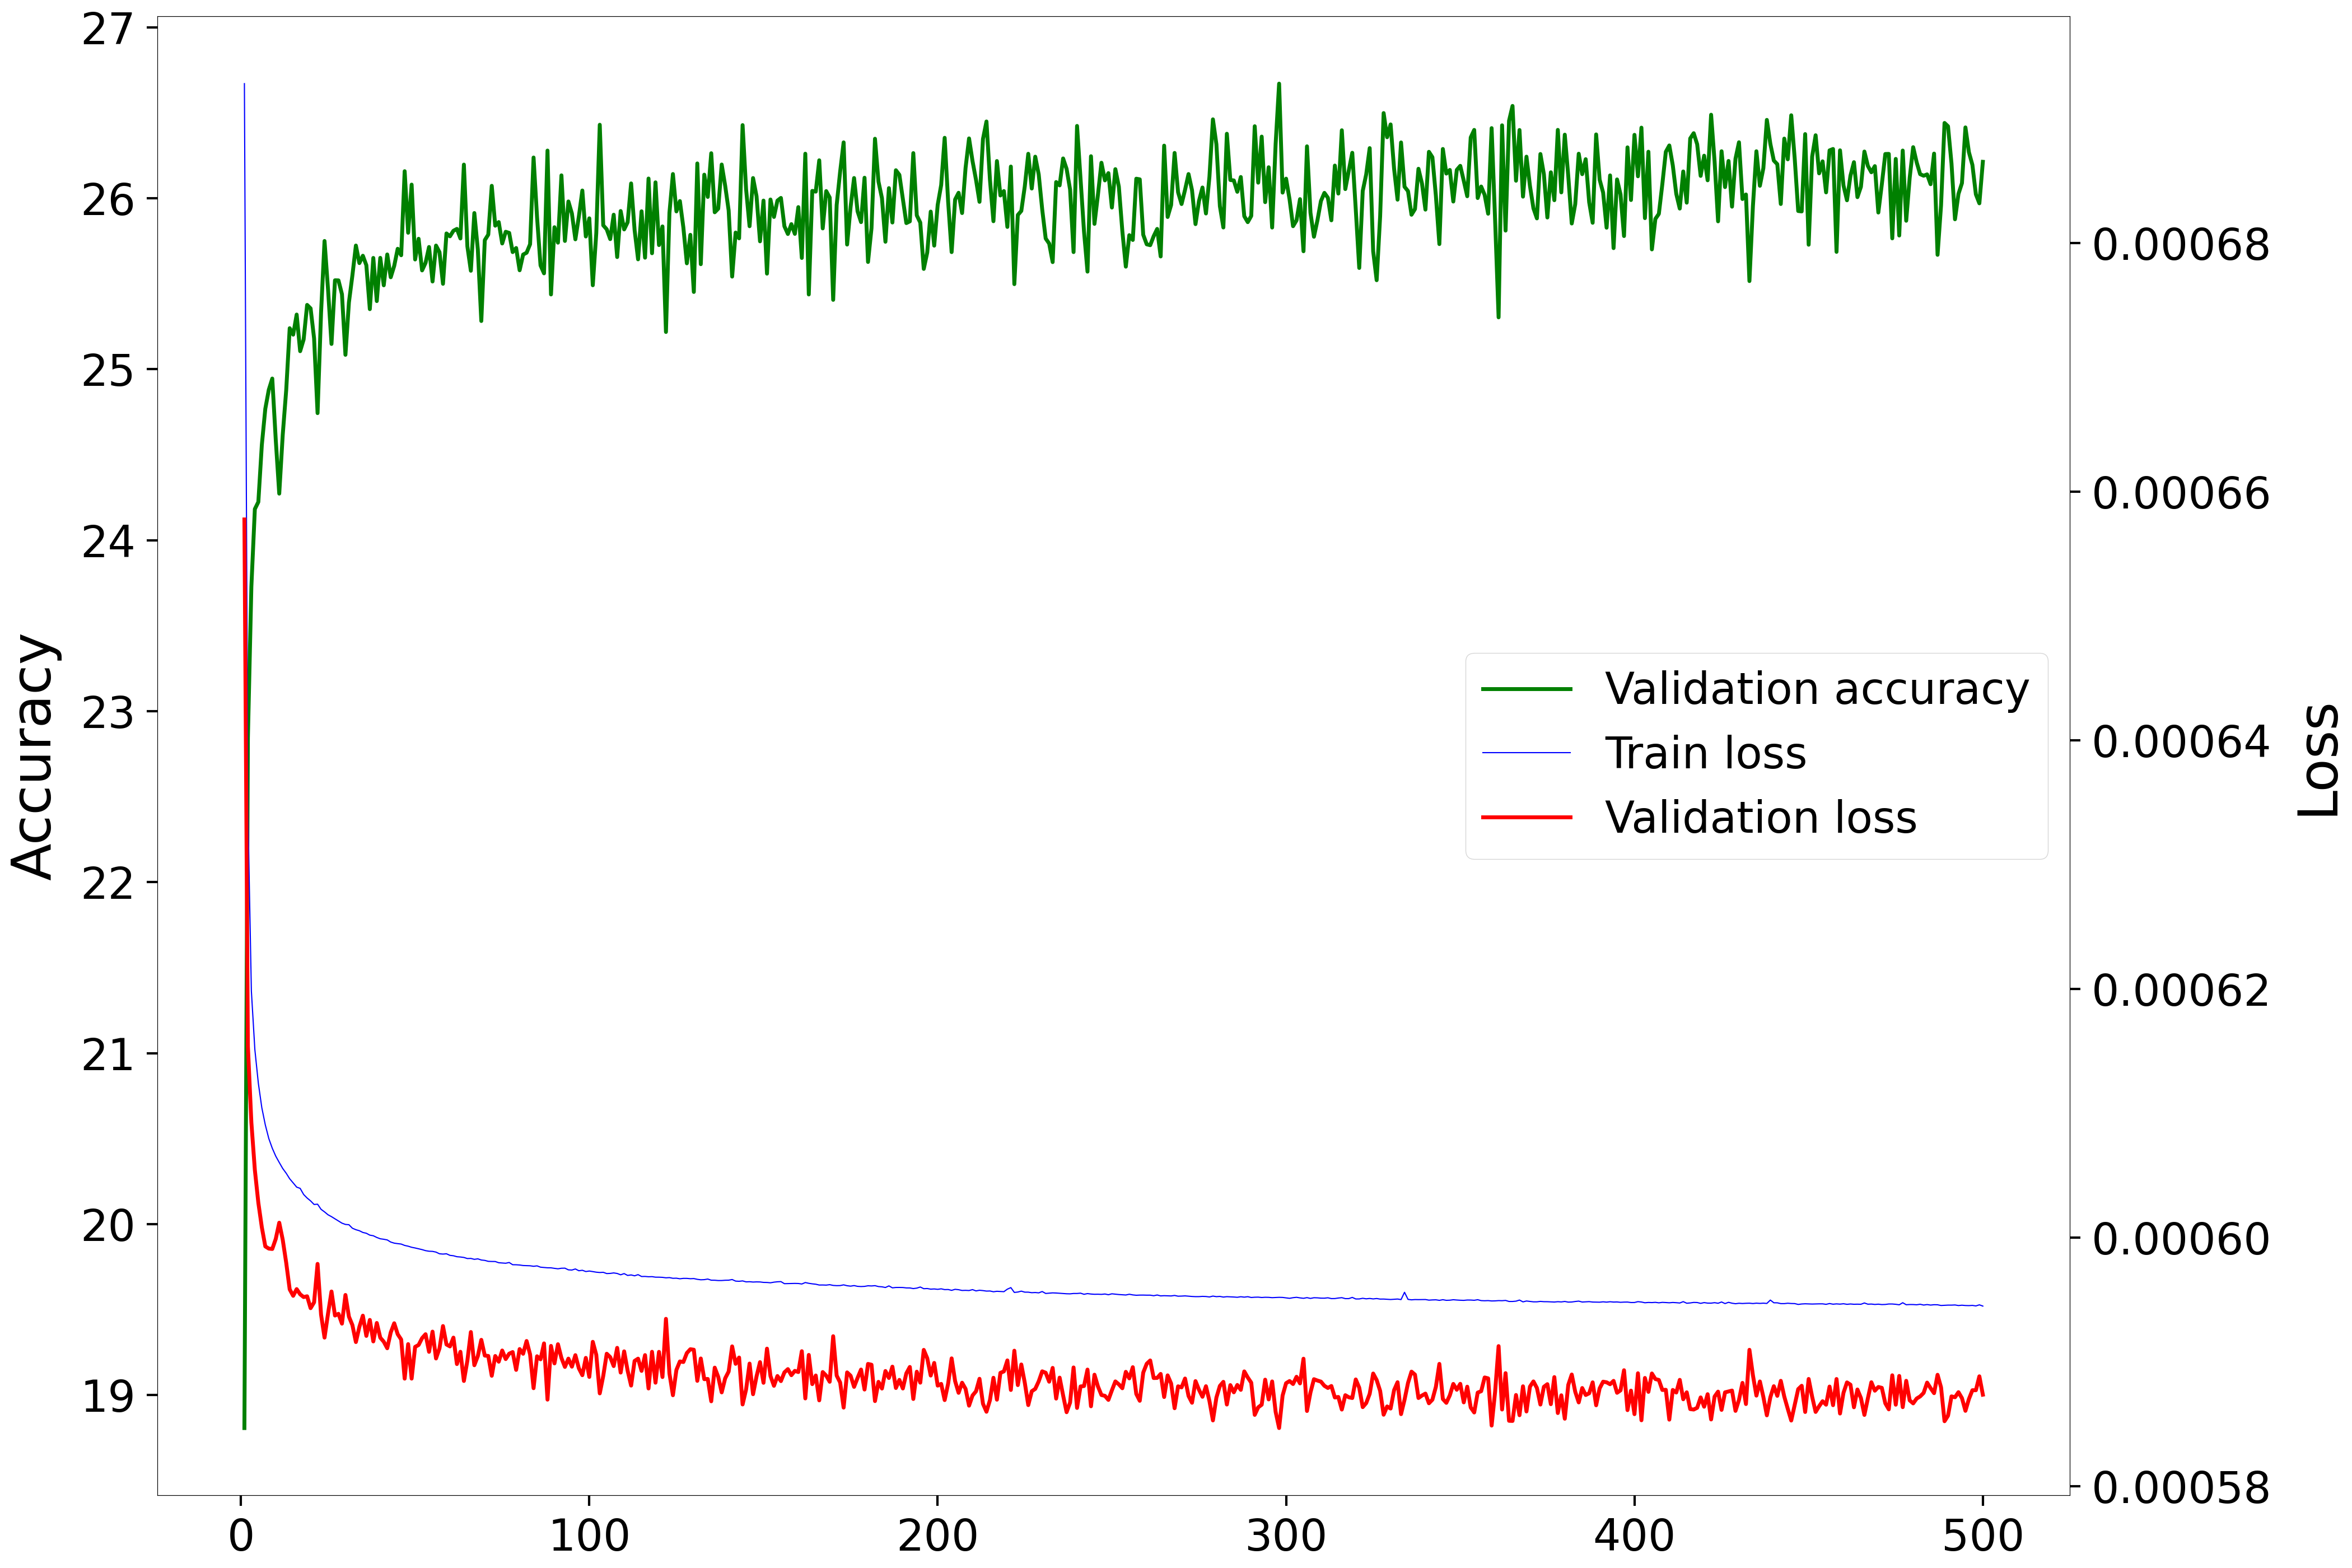 27
26
25
24
23
22
21
20
19
Accuracy
0.00068
0.00066
0.00064
0.00062
0.00060
0.00058
Loss
Validation accuracy
Train loss
Validation loss
0 100 200 300 400 500